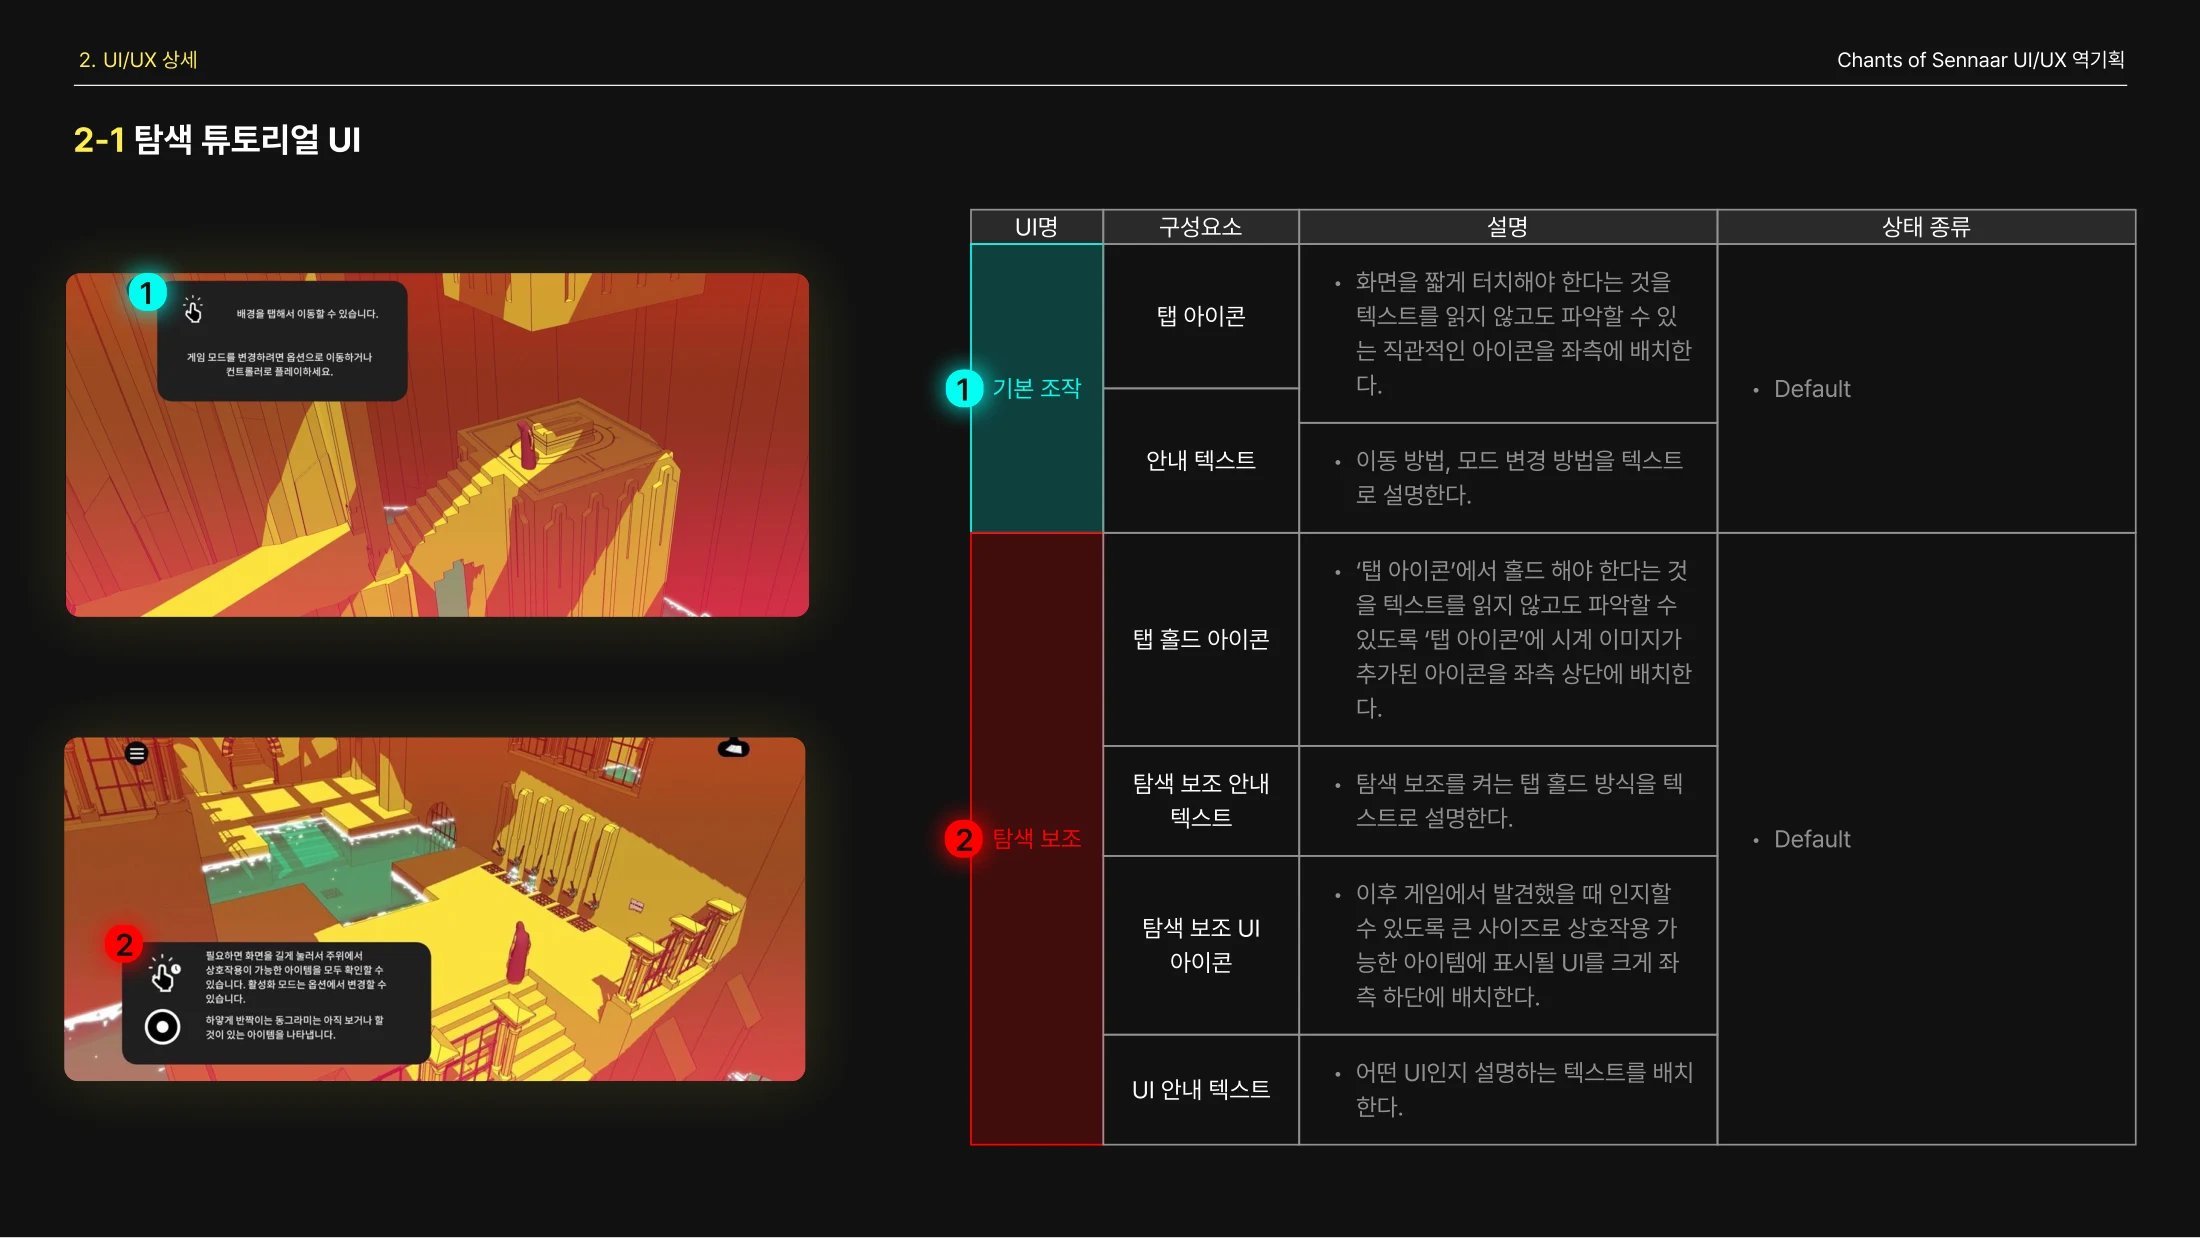 2. UI/UX 상세
Chants of Sennaar UI/UX 역기획
2-1 탐색 튜토리얼 UI
1
배경을 탭해서 이동할 수 있습니다.
게임 모드를 변경하려면 옵션으로 이동하거나
컨트롤러로 플레이하세요.
2
필요하면 화면을 길게 눌러서 주위에서
상호작용이 가능한 아이템을 모두 확인할 수
있습니다. 활성화 모드는 옵션에서 변경할 수
있습니다.
하얗게 반짝이는 동그라미는 아직 보거나 할
것이 있는 아이템을 나타냅니다.
UI명
구성요소
설명
상태 종류
1 기본 조작
탭 아이콘
• 화면을 짧게 터치해야 한다는 것을
텍스트를 읽지 않고도 파악할 수 있
는 직관적인 아이콘을 좌측에 배치한
다.
• Default
안내 텍스트
• 이동 방법, 모드 변경 방법을 텍스트
로 설명한다.
2 탐색 보조
탭 홀드 아이콘
• ‘탭 아이콘’에서 홀드 해야 한다는 것
을 텍스트를 읽지 않고도 파악할 수
있도록 ‘탭 아이콘’에 시계 이미지가
추가된 아이콘을 좌측 상단에 배치한
다.
• Default
탐색 보조 안내
텍스트
• 탐색 보조를 켜는 탭 홀드 방식을 텍
스트로 설명한다.
탐색 보조 UI
아이콘
• 이후 게임에서 발견했을 때 인지할
수 있도록 큰 사이즈로 상호작용 가
능한 아이템에 표시될 UI를 크게 좌
측 하단에 배치한다.
UI 안내 텍스트
• 어떤 UI인지 설명하는 텍스트를 배치
한다.